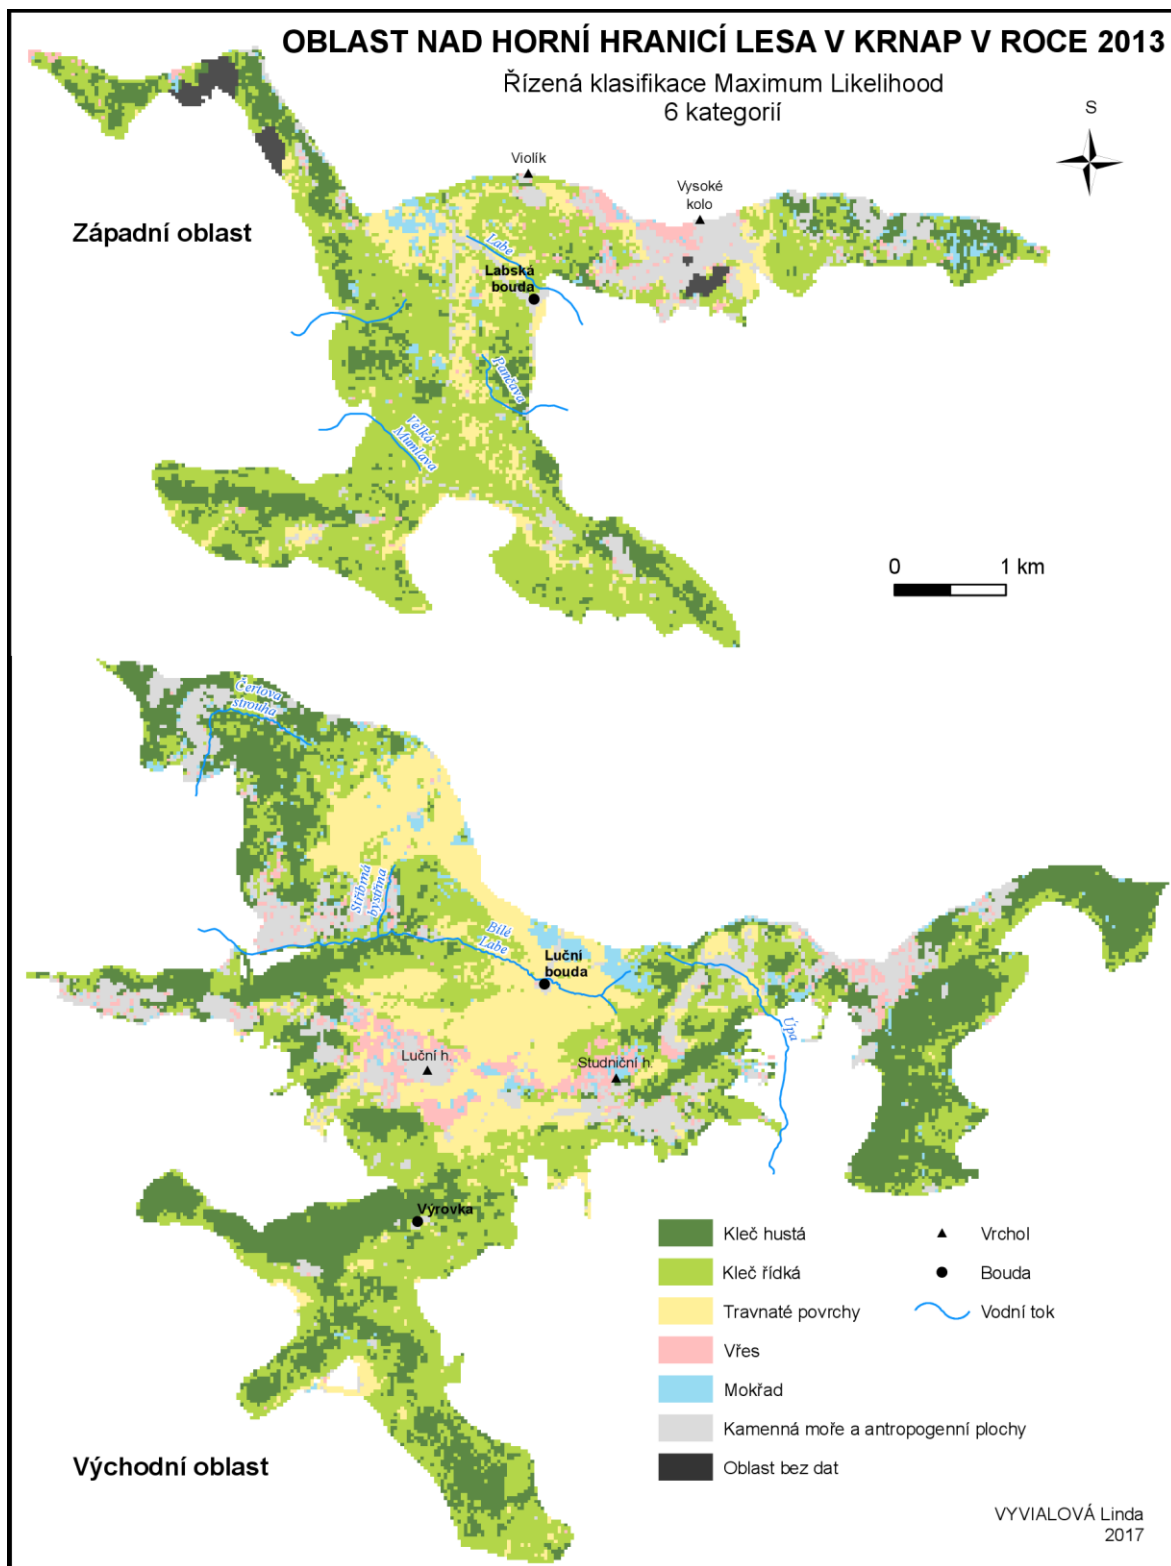 OBLAST NAD HORNÍ HRANICÍ LESA V KRNAP V ROCE 2013
Řízená klasifikace Maximum Likelihood
6 kategorií
S
Violík
Vysoké
kolo
Západní oblast
Labe
Labská
bouda
Pančava
Velká
Mumlava
0 1 km
Čertova
strouha
Stříbrná
bystřina
Bílé
Labe
Luční
bouda
Úpa
Luční h.
Studniční h.
Výrovka
Kleč hustá
Kleč řídká
Travnaté povrchy
Vřes
Mokřad
Kamenná moře a antropogenní plochy
Oblast bez dat
Vrchol
Bouda
Vodní tok
Východní oblast
VYVIALOVÁ Linda
2017